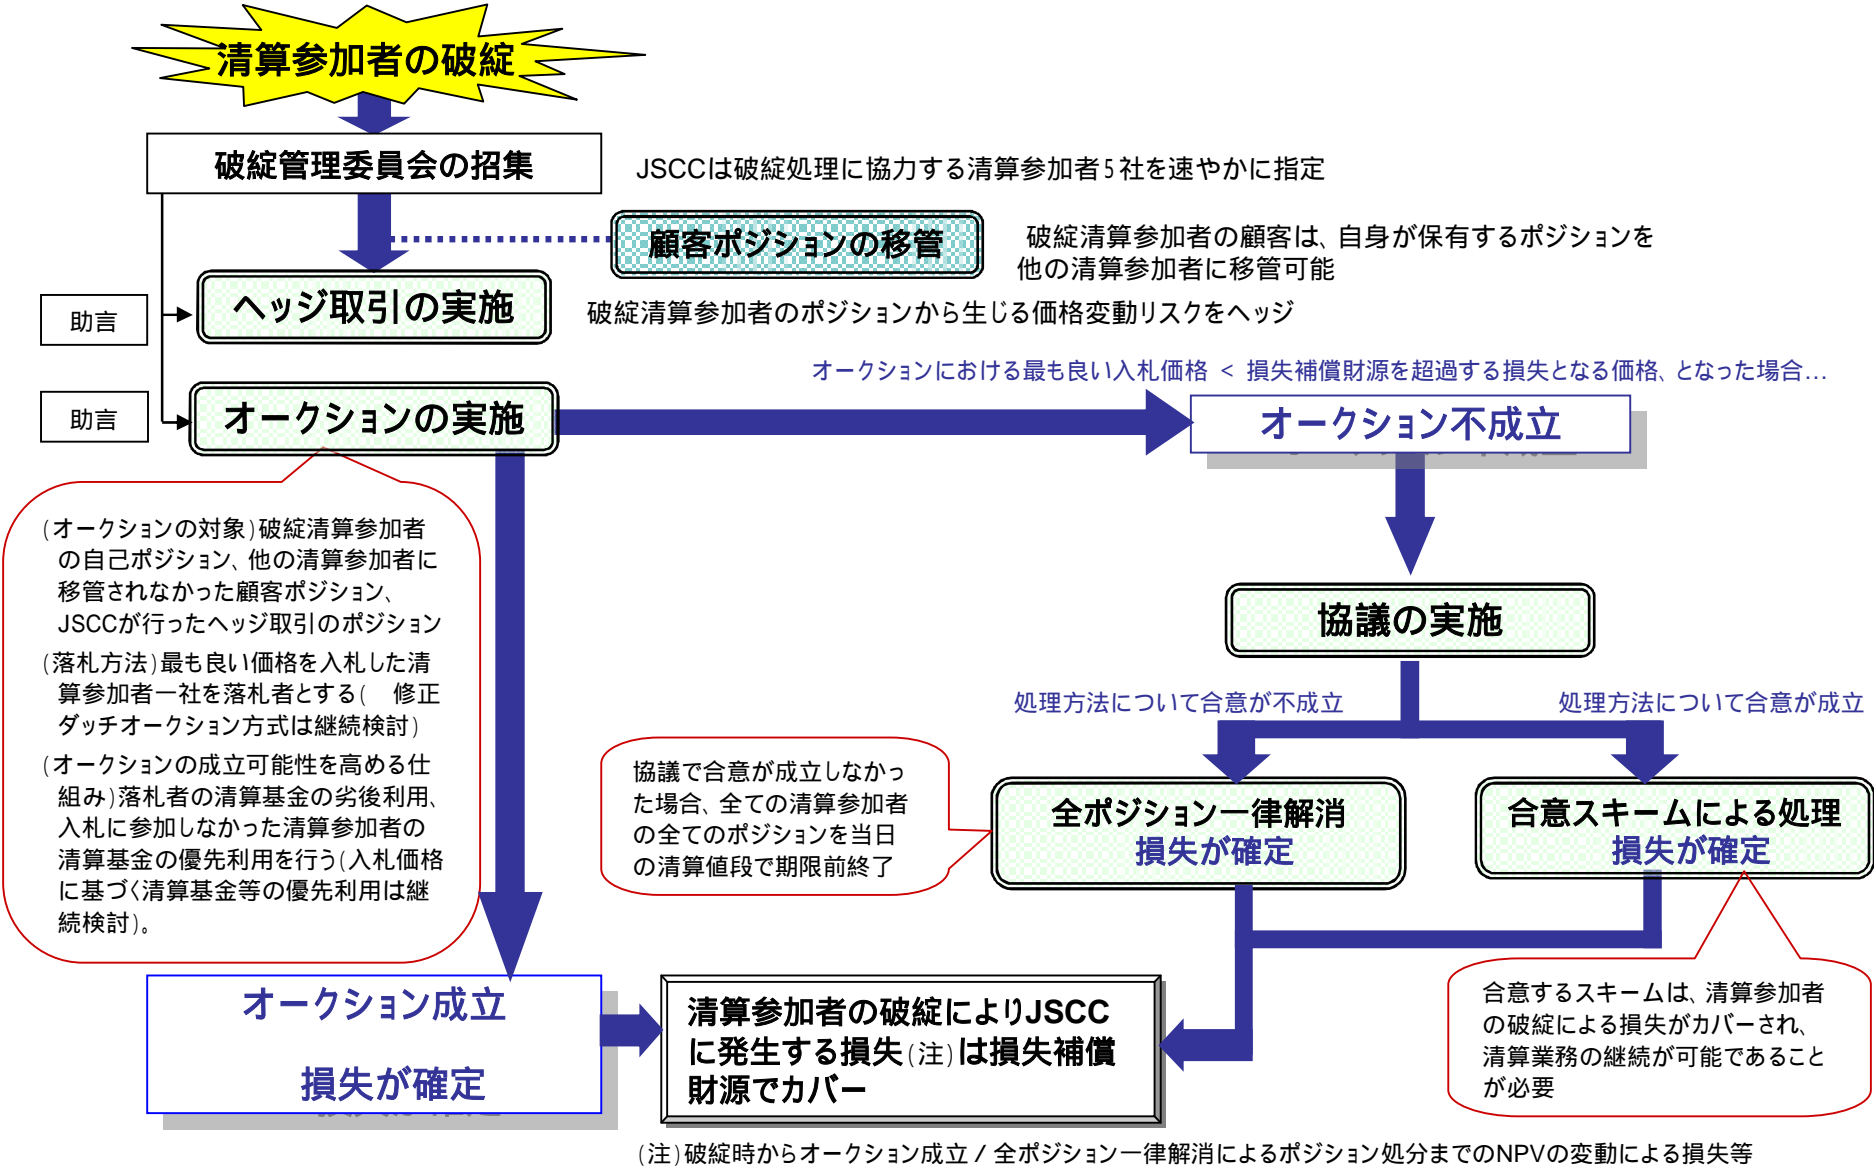 清算参加者の破綻
破綻管理委員会の招集
JSCCは破綻処理に協力する清算参加者5社を速やかに指定
顧客ポジションの移管
破綻清算参加者の顧客は、自身が保有するポジションを
他の清算参加者に移管可能
助言
ヘッジ取引の実施
破綻清算参加者のポジションから生じる価格変動リスクをヘッジ
オークションにおける最も良い入札価格 < 損失補償財源を超過する損失となる価格、となった場合…
助言
オークションの実施
オークション不成立
(オークションの対象)破綻清算参加者
の自己ポジション、他の清算参加者に
移管されなかった顧客ポジション、
JSCCが行ったヘッジ取引のポジション
(落札方法)最も良い価格を入札した清
算参加者一社を落札者とする( 修正
ダッチオークション方式は継続検討)
(オークションの成立可能性を高める仕
組み)落札者の清算基金の劣後利用、
入札に参加しなかった清算参加者の
清算基金の優先利用を行う(入札価格
に基づく清算基金等の優先利用は継
続検討)。
協議の実施
処理方法について合意が不成立
処理方法について合意が成立
協議で合意が成立しなかっ
た場合、全ての清算参加者
の全てのポジションを当日
の清算値段で期限前終了
全ポジション一律解消
損失が確定
合意スキームによる処理
損失が確定
オークション成立
損失が確定
清算参加者の破綻によりJSCC
に発生する損失(注)は損失補償
財源でカバー
合意するスキームは、清算参加者
の破綻による損失がカバーされ、
清算業務の継続が可能であること
が必要
(注)破綻時からオークション成立/全ポジション一律解消によるポジション処分までのNPVの変動による損失等